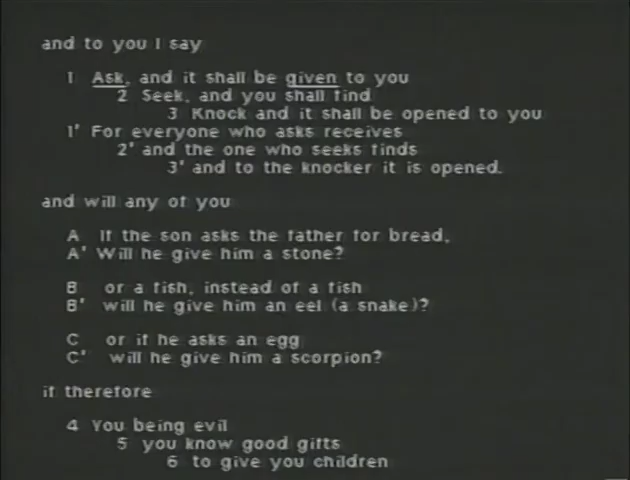 and to you I say
1 Ask, and it shall be given to you
2 Seek, and you shall find
3 Knock and it shall be opened to you
1' For everyone who asks receives
2' and the one who seeks finds
3' and to the knocker it is opened.
and will any of you
A If the son asks the father for bread,
A' Will he give him a stone?
B or a fish, instead of a fish
B' will he give him an eel (a snake)?
C or if he asks an egg
C' will he give him a scorpion?
if therefore
4 You being evil
5 you know good gifts
6 to give you children